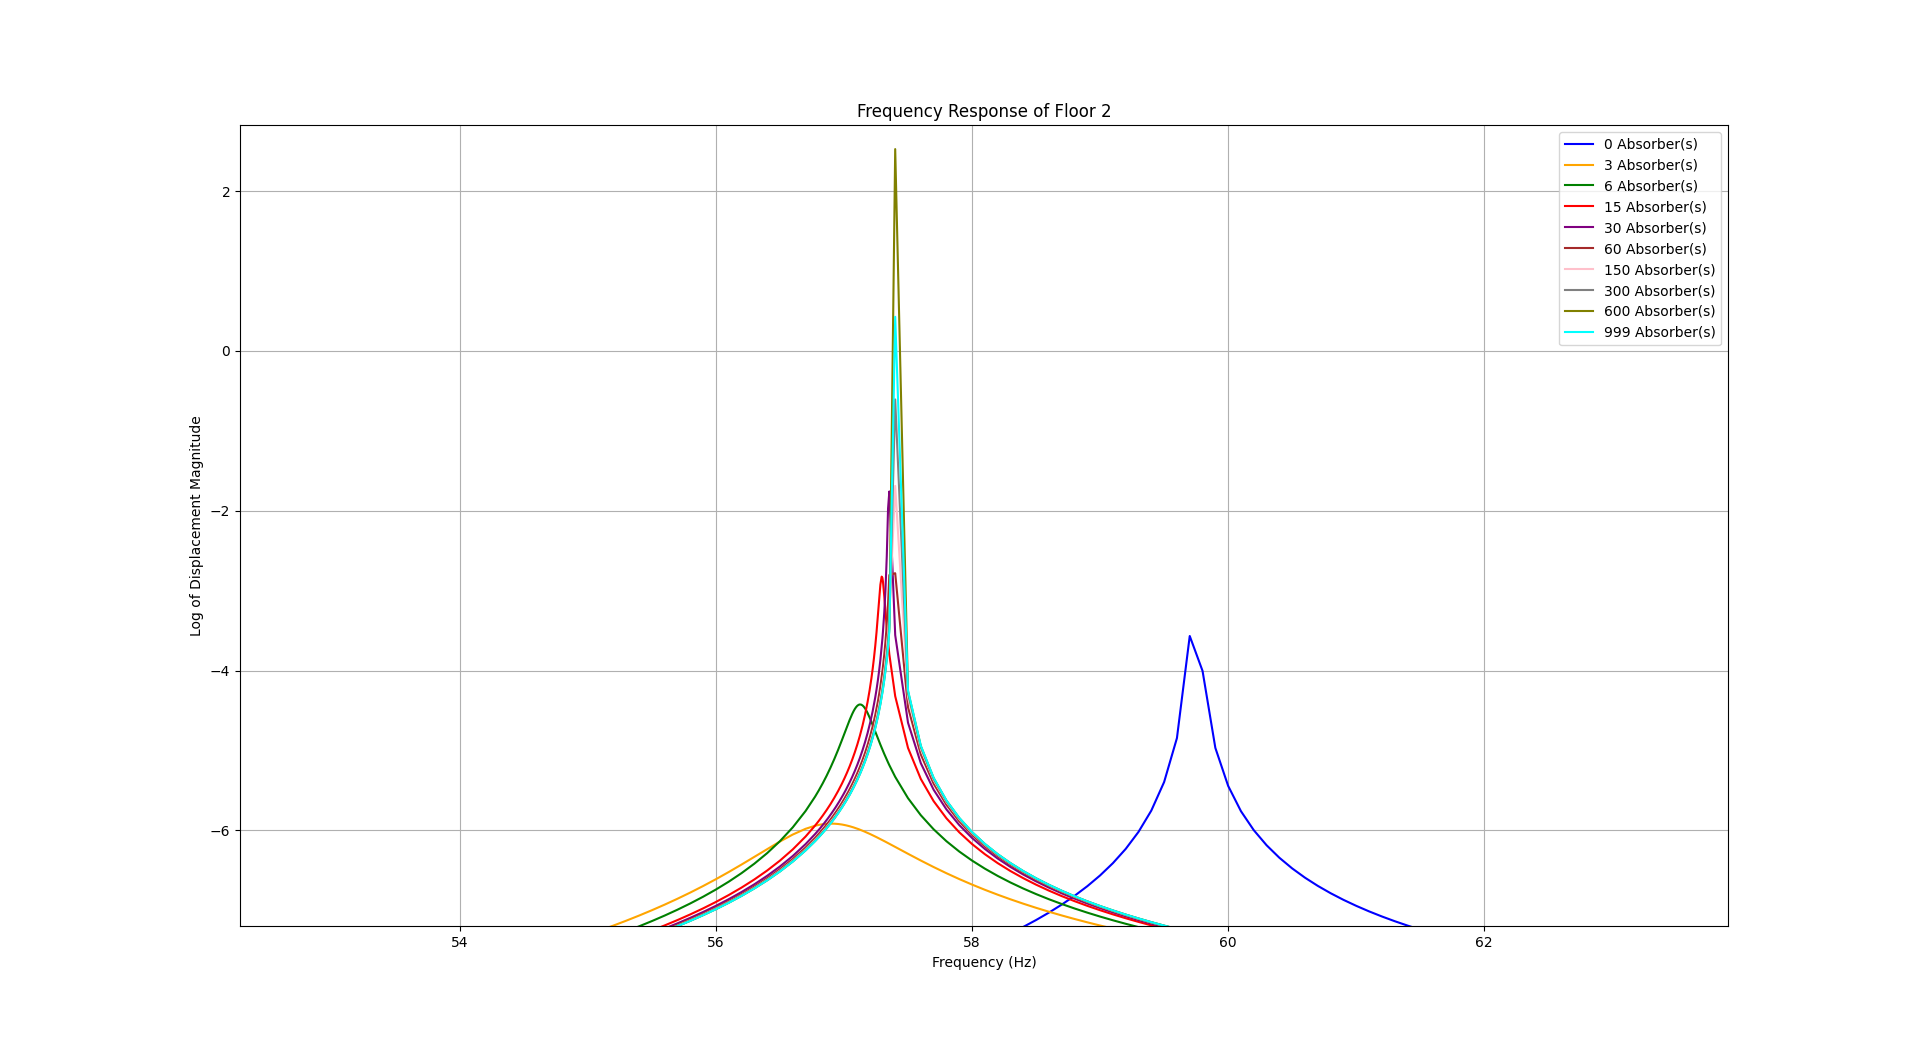 Frequency Response of Floor 2
0 Absorber(s)
3 Absorber(s)
6 Absorber(s)
15 Absorber(s)
30 Absorber(s)
60 Absorber(s)
150 Absorber(s)
300 Absorber(s)
600 Absorber(s)
999 Absorber(s)
Log of Displacement Magnitude
2
0
−2
−4
−6
54 56 58 60 62
Frequency (Hz)